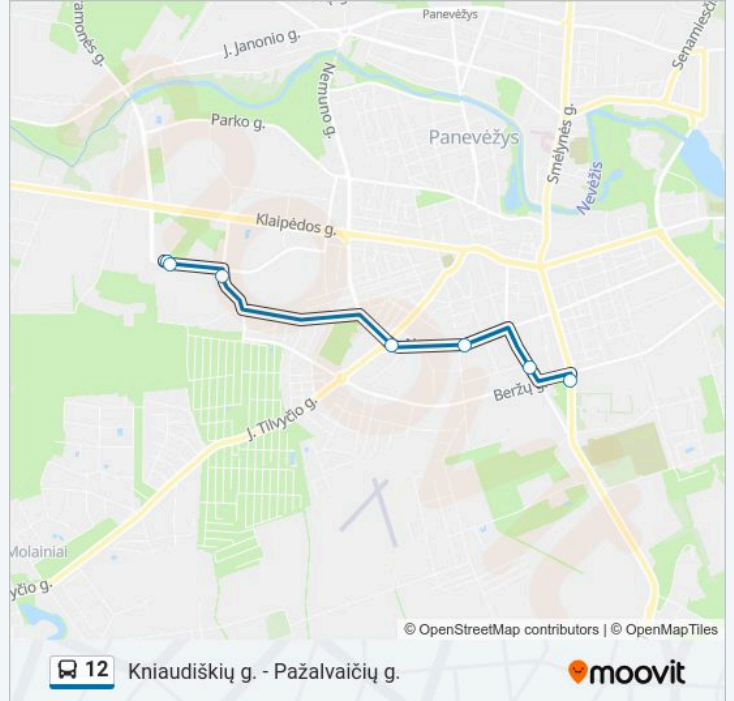 Panevėžys
J. Janonio g.
Nemuno g.
Parko g.
Panevėžys
Smėlynės g.
Nevėžis
Klaipėdos g.
Beržų g.
J. Tilvyčio g.
Molainiai
© OpenStreetMap contributors | © OpenMapTiles
12 Kniaudiškių g. - Pažalvaičių g.
moovit